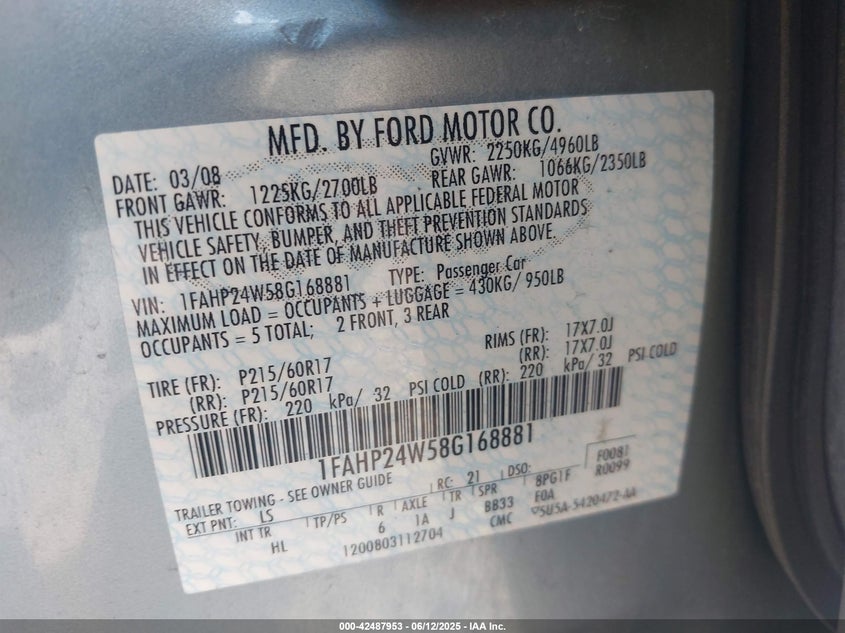 MFD. BY FORD MOTOR CO.
DATE: 03/08 GVWR: 2250KG/4960LB
FRONT GAWR: 1225KG/2700LB REAR GAWR: 1066KG/2350LB
THIS VEHICLE CONFORMS TO ALL APPLICABLE FEDERAL MOTOR
VEHICLE SAFETY, BUMPER, AND THEFT PREVENTION STANDARDS
IN EFFECT ON THE DATE OF MANUFACTURE SHOWN ABOVE.
VIN: 1FAHP24W58G168881 TYPE: Passenger Car
MAXIMUM LOAD = OCCUPANTS + LUGGAGE = 430KG/ 950LB
OCCUPANTS = 5 TOTAL; 2 FRONT, 3 REAR
TIRE (FR): P215/60R17 RIMS (FR): 17X7.0J
(RR): P215/60R17 (RR): 17X7.0J
PRESSURE (FR): 220 kPa/ 32 PSI COLD (RR): 220 kPa/ 32 PSI COLD
1FAHP24W58G168881
TRAILER TOWING - SEE OWNER GUIDE RC: 21 DSO: F0081
EXT PNT: LS INT TR TP/PS R AXLE TR SPR 8PG1F R0099
HL 6 1A J BB33 EOA
1200803112704 CMC 5U5A-5420472-AA
000-42487953 - 06/12/2025 - IAA Inc.